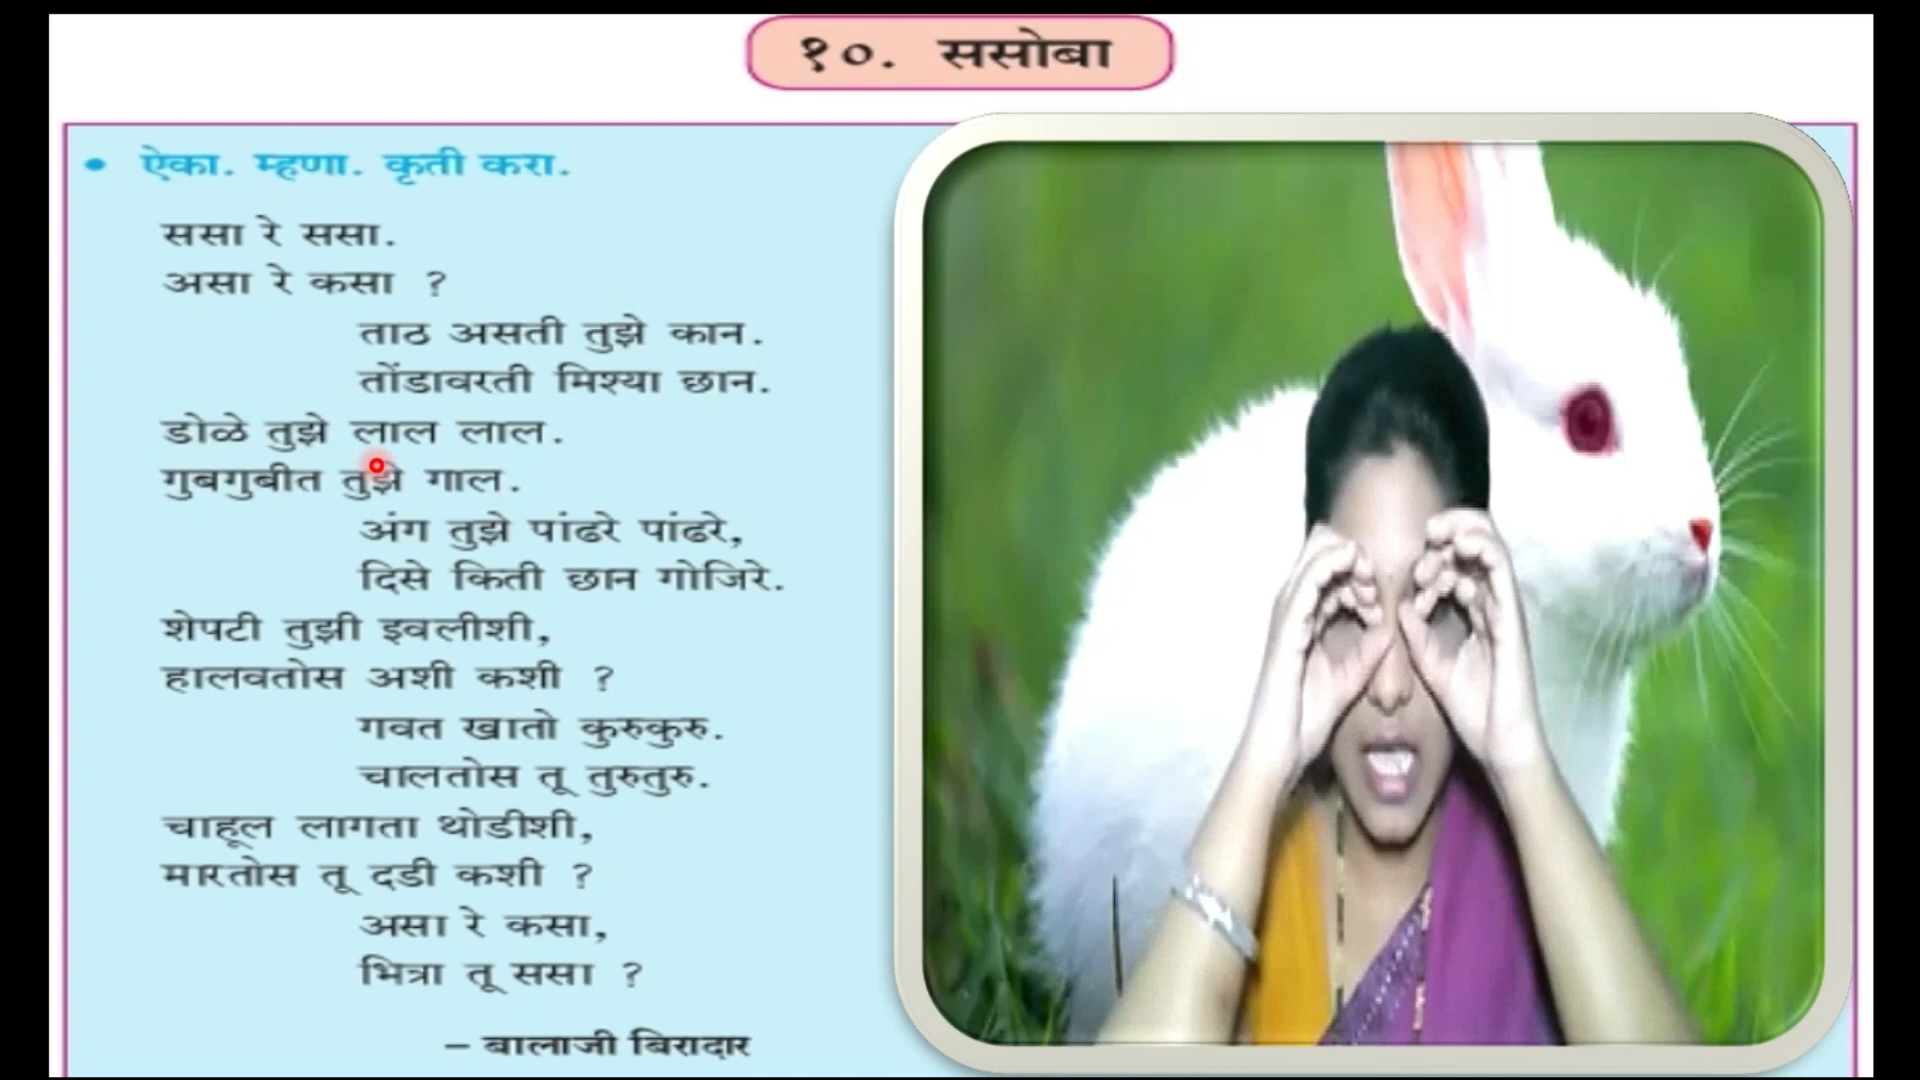 १०. ससोबा
• ऐका. म्हणा. कृती करा.
ससा रे ससा.
असा रे कसा ?
ताठ असती तुझे कान.
तोंडावरती मिश्या छान.
डोळे तुझे लाल लाल.
गुबगुबीत तुझे गाल.
अंग तुझे पांढरे पांढरे,
दिसे किती छान गोजिरे.
शेपटी तुझी इवलीशी,
हालवतोस अशी कशी ?
गवत खातो कुरुकुरु.
चालतोस तू तुरुतुरु.
चाहूल लागता थोडीशी,
मारतोस तू दडी कशी ?
असा रे कसा,
भित्रा तू ससा ?
– बालाजी बिरादार